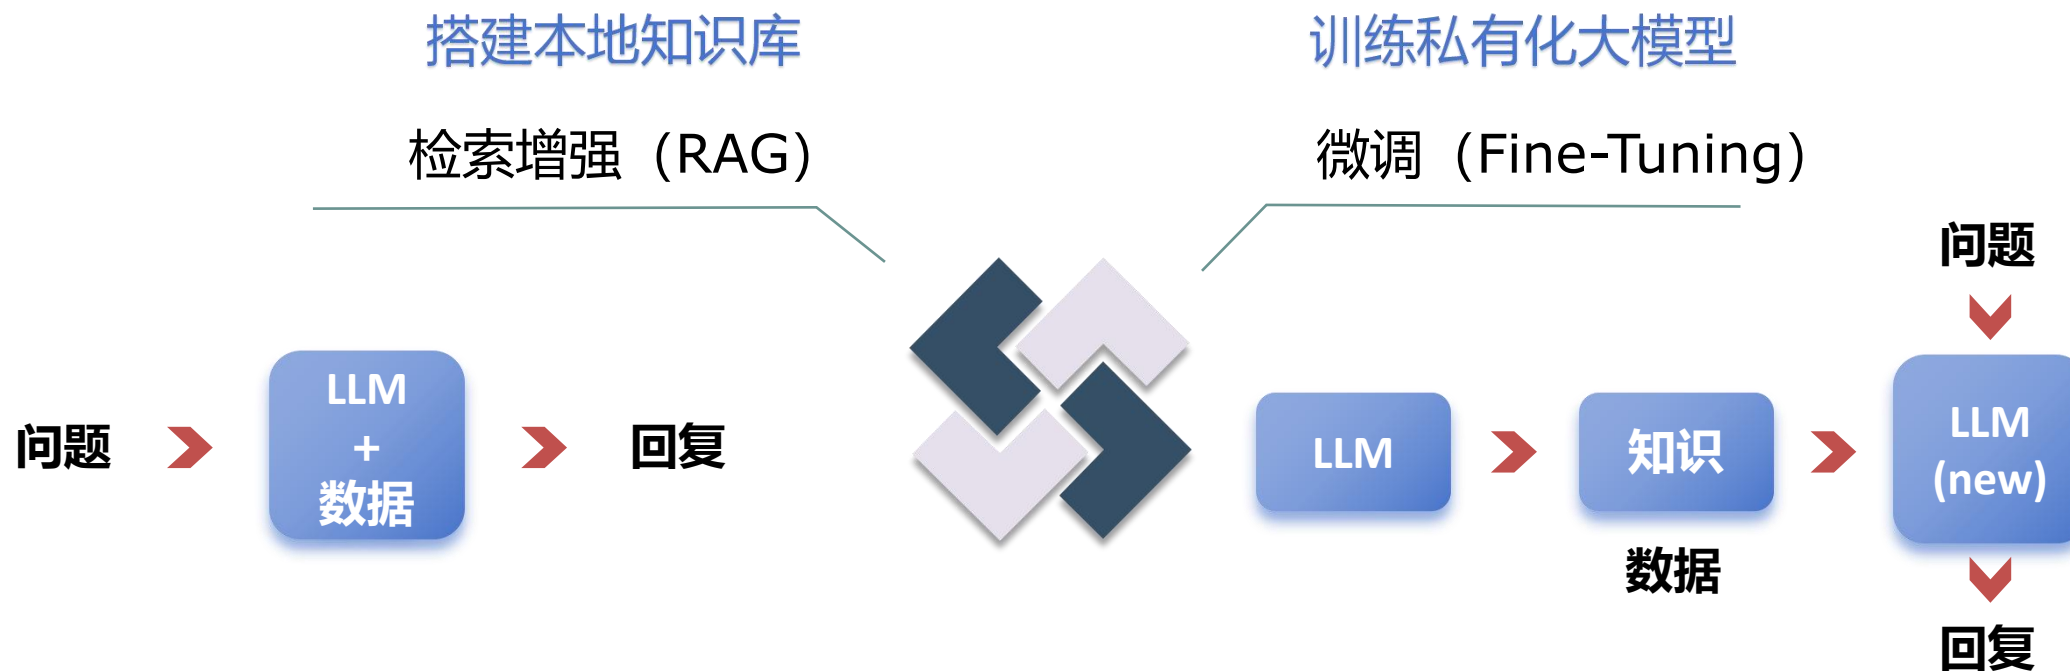 搭建本地知识库
检索增强（RAG）
问题
LLM
+
数据
回复
训练私有化大模型
微调（Fine-Tuning）
LLM
知识
数据
问题
LLM
(new)
回复